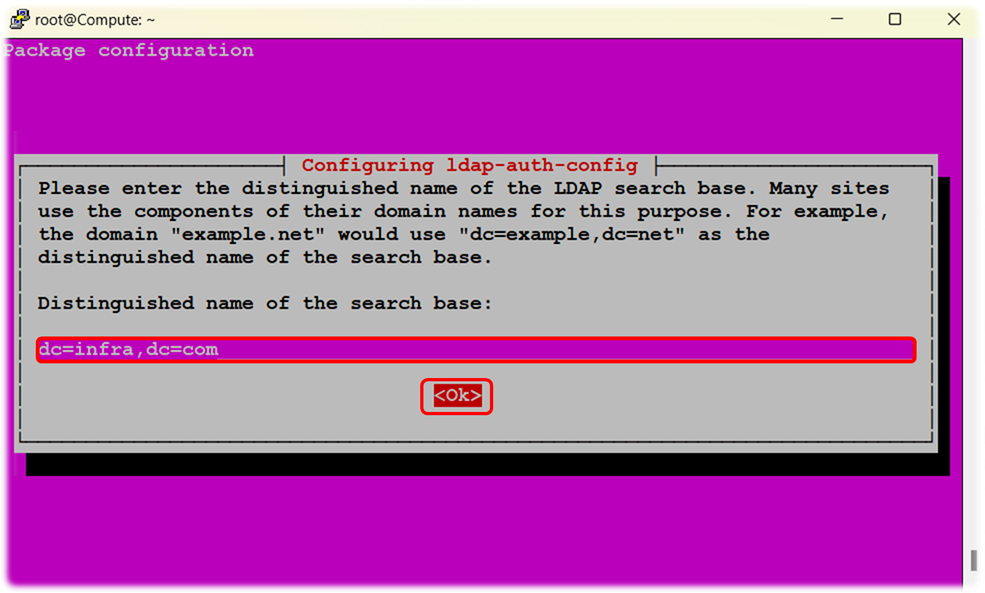 root@Compute: ~
Package configuration
Configuring ldap-auth-config
Please enter the distinguished name of the LDAP search base. Many sites
use the components of their domain names for this purpose. For example,
the domain "example.net" would use "dc=example,dc=net" as the
distinguished name of the search base.
Distinguished name of the search base:
dc=infra,dc=com
<Ok>